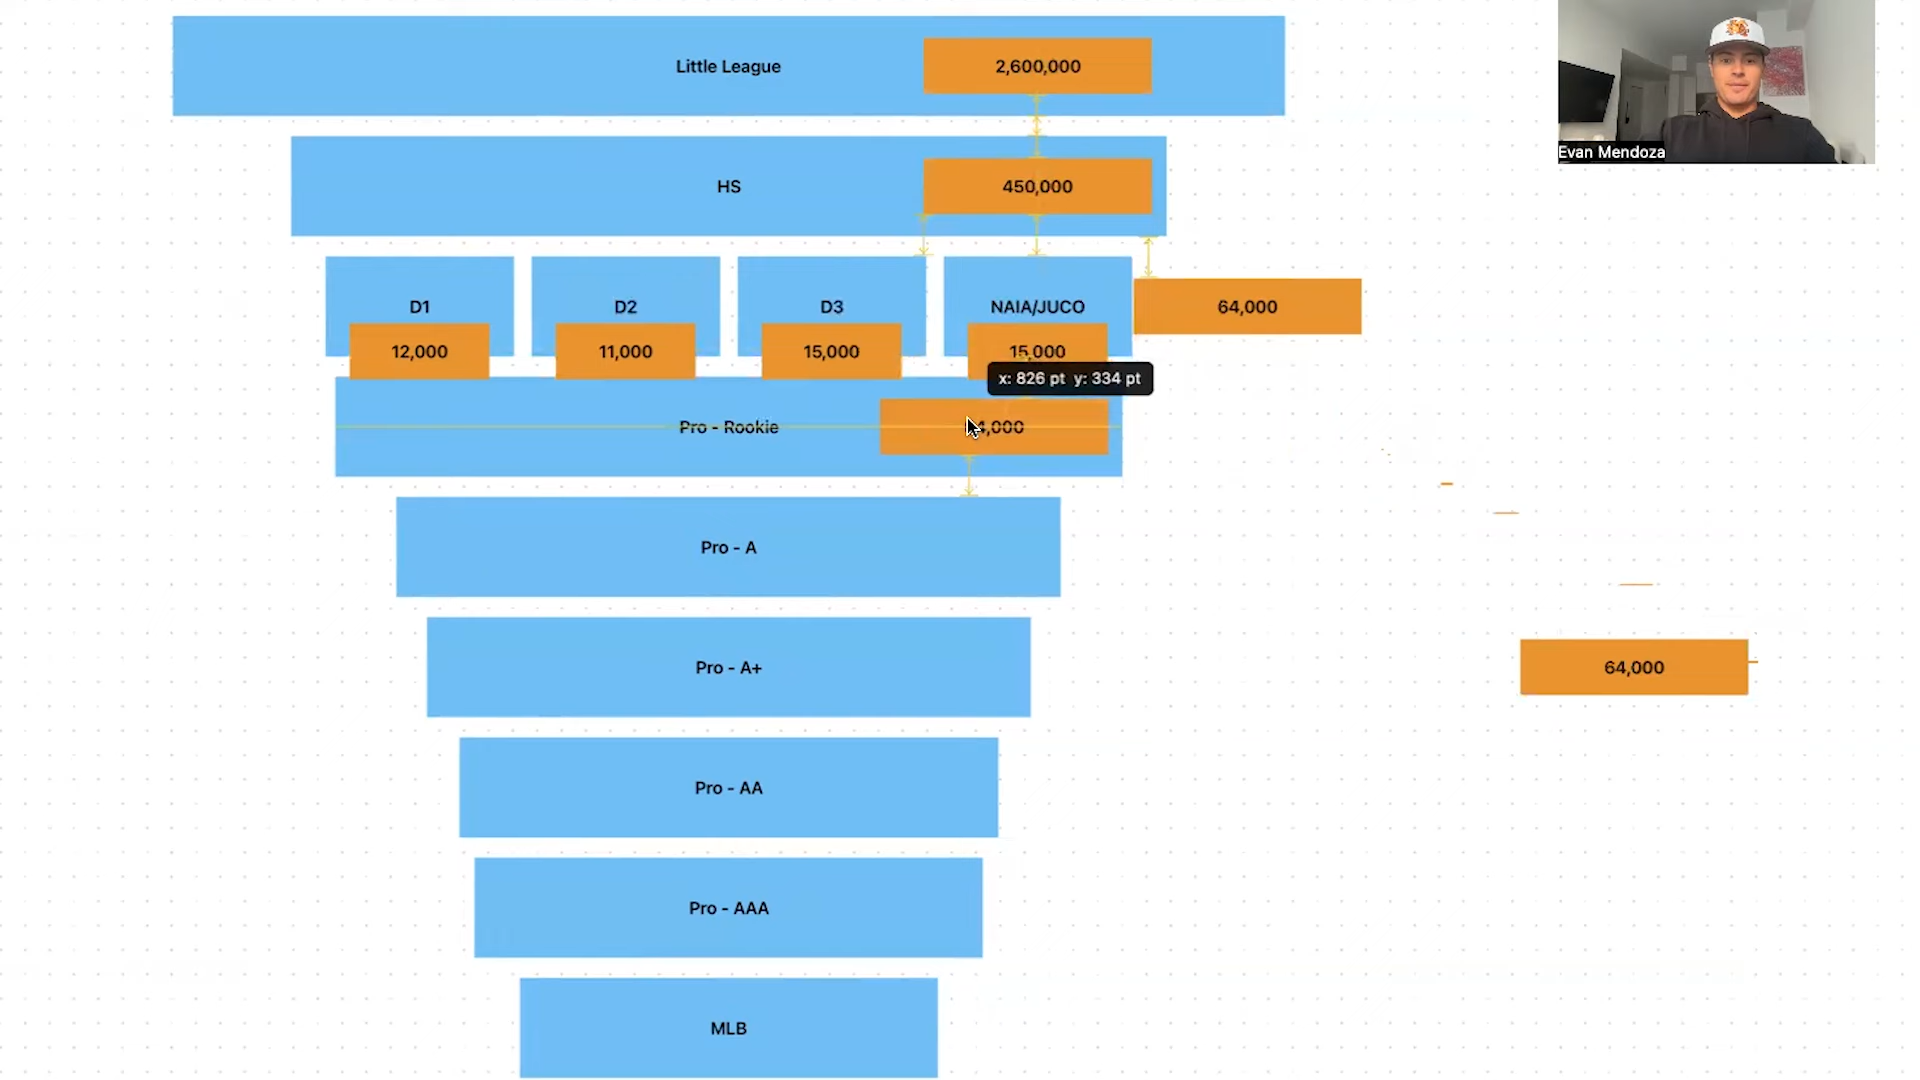 Little League
2,600,000
Evan Mendoza
HS
450,000
D1
D2
D3
NAIA/JUCO
64,000
12,000
11,000
15,000
15,000
x: 826 pt y: 334 pt
Pro - Rookie
4,000
Pro - A
Pro - A+
64,000
Pro - AA
Pro - AAA
MLB